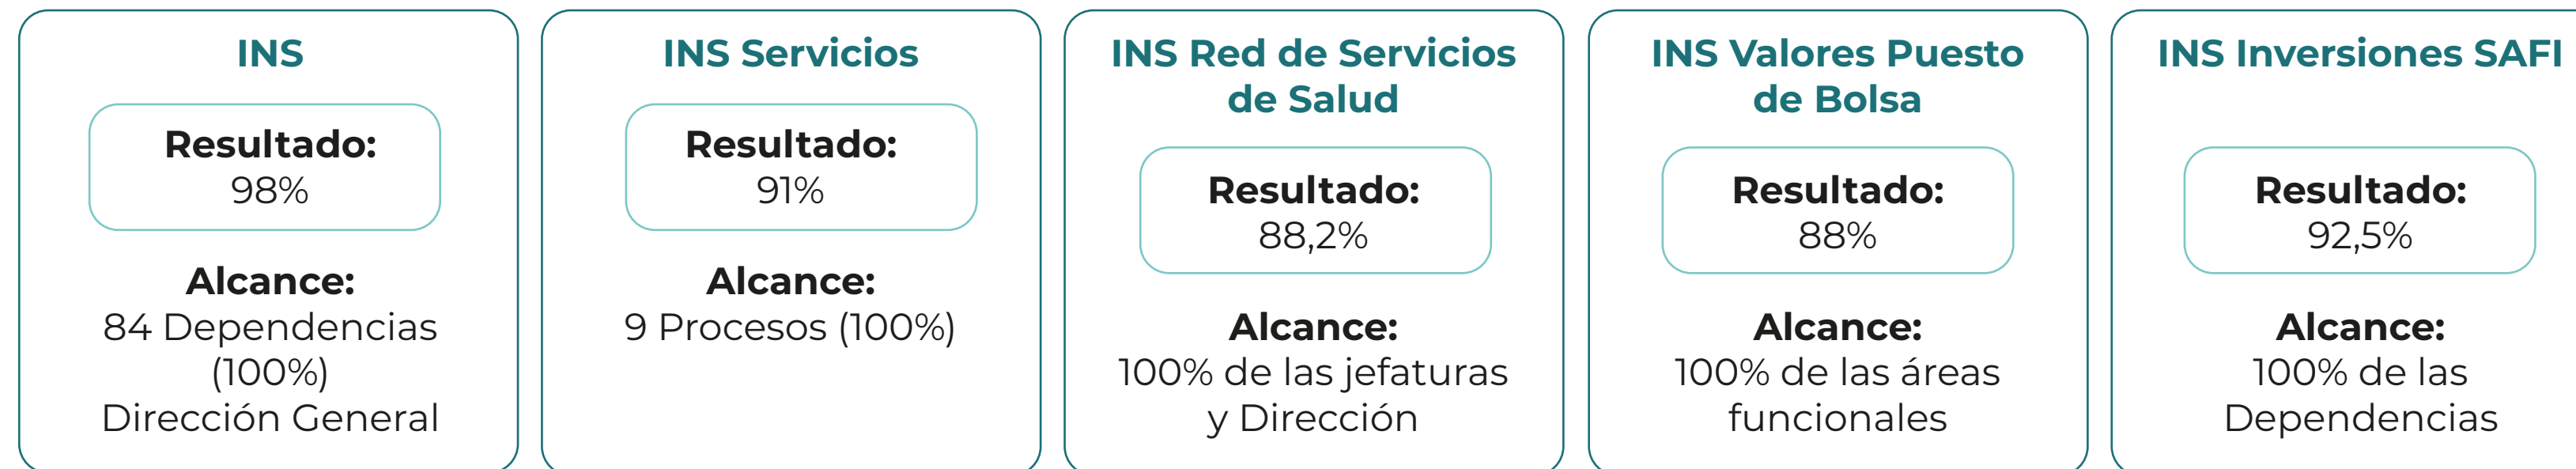 INS
Resultado:
98%
Alcance:
84 Dependencias
(100%)
Dirección General
INS Servicios
Resultado:
91%
Alcance:
9 Procesos (100%)
INS Red de Servicios
de Salud
Resultado:
88,2%
Alcance:
100% de las jefaturas
y Dirección
INS Valores Puesto
de Bolsa
Resultado:
88%
Alcance:
100% de las áreas
funcionales
INS Inversiones SAFI
Resultado:
92,5%
Alcance:
100% de las
Dependencias